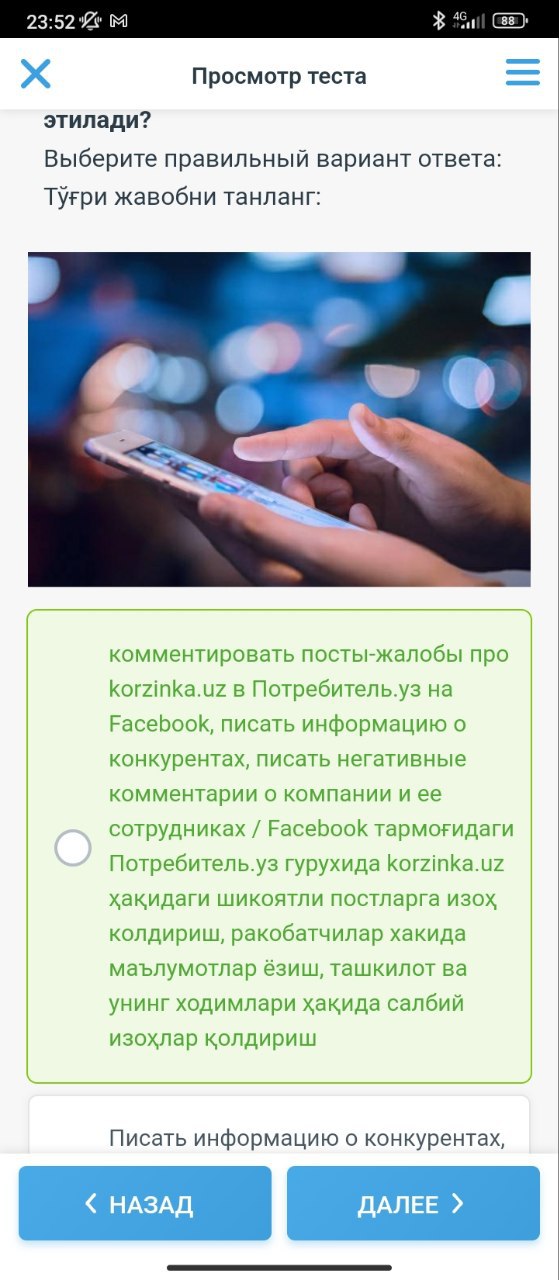 23:52
4G
88
Просмотр теста
этилади?
Выберите правильный вариант ответа:
Тўғри жавобни танланг:
комментировать посты-жалобы про
korzinka.uz в Потребитель.уз на
Facebook, писать информацию о
конкурентах, писать негативные
комментарии о компании и ее
сотрудниках / Facebook тармоғидаги
Потребитель.уз гурухида korzinka.uz
ҳақидаги шикоятли постларга изоҳ
колдириш, ракобатчилар хакида
маълумотлар ёзиш, ташкилот ва
унинг ходимлари ҳақида салбий
изоҳлар қолдириш
Писать информацию о конкурентах,
НАЗАД
ДАЛЕЕ